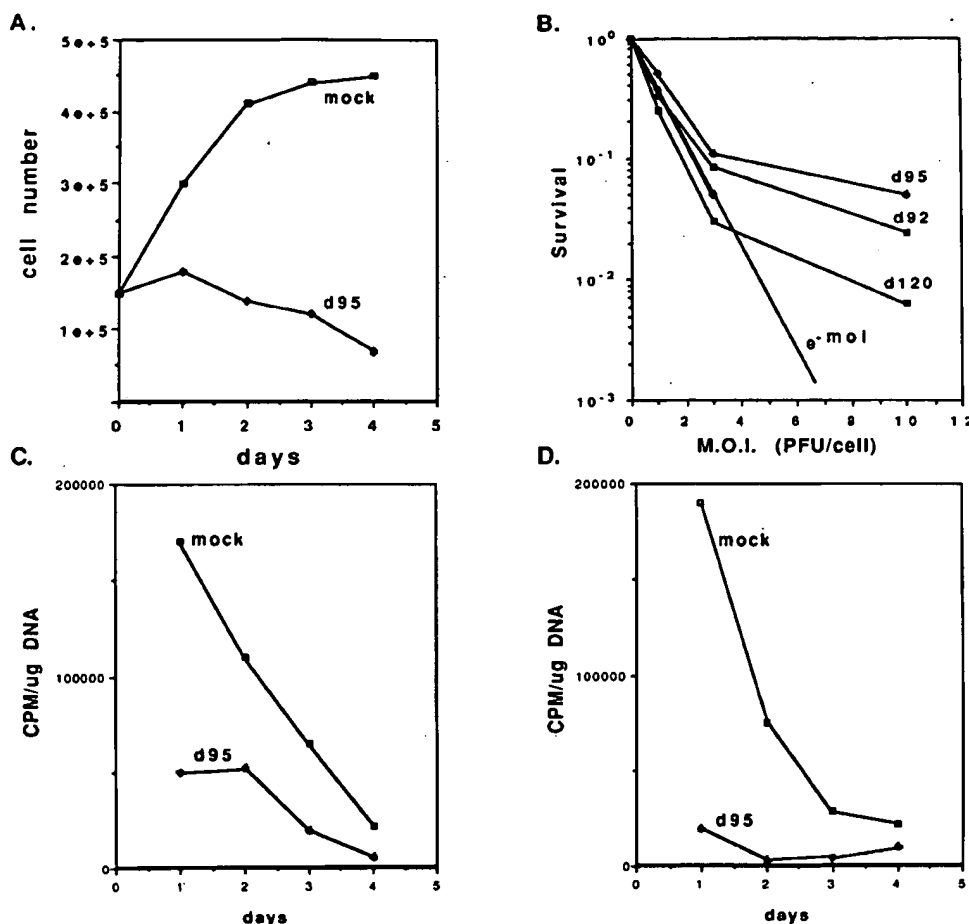 A.
5e+5
4e+5
3e+5
2e+5
1e+5
cell number
mock
d95
0 1 2 3 4 5
days
B.
10^0
10^-1
10^-2
10^-3
Survival
d95
d92
d120
e^-moi
0 2 4 6 8 10 12
M.O.I. (PFU/cell)
C.
200000
100000
0
CPM/ug DNA
mock
d95
0 1 2 3 4 5
days
D.
200000
100000
0
CPM/ug DNA
mock
d95
0 1 2 3 4 5
days